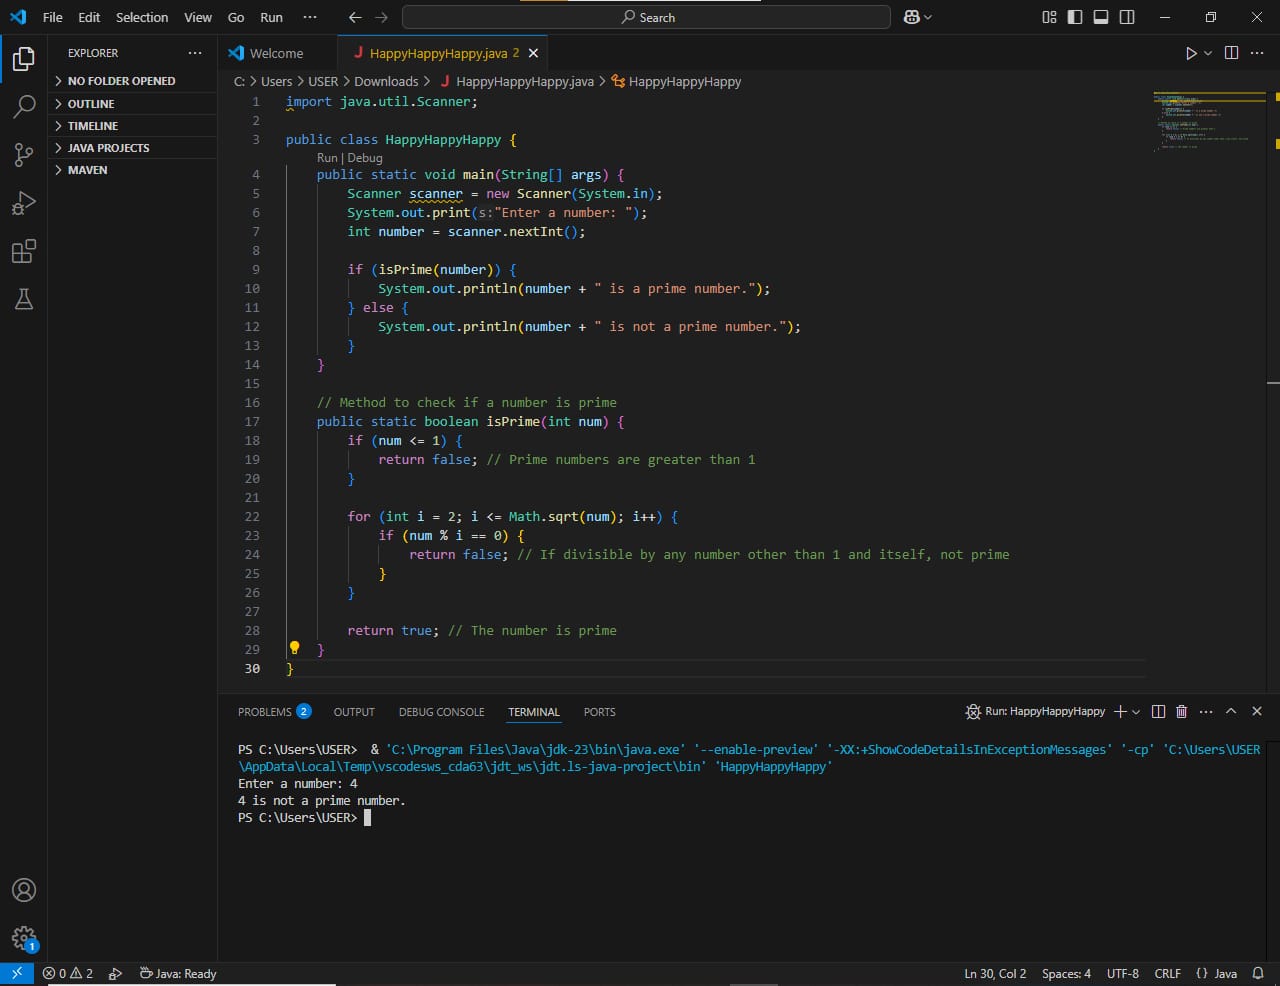 File Edit Selection View Go Run ··· Search
EXPLORER ···
NO FOLDER OPENED
OUTLINE
TIMELINE
JAVA PROJECTS
MAVEN
Welcome
J HappyHappyHappy.java 2
C: > Users > USER > Downloads > J HappyHappyHappy.java > HappyHappyHappy
1 import java.util.Scanner;
2
3 public class HappyHappyHappy {
Run | Debug
4 public static void main(String[] args) {
5 Scanner scanner = new Scanner(System.in);
6 System.out.print(s:"Enter a number: ");
7 int number = scanner.nextInt();
8
9 if (isPrime(number)) {
10 System.out.println(number + " is a prime number.");
11 } else {
12 System.out.println(number + " is not a prime number.");
13 }
14 }
15
16 // Method to check if a number is prime
17 public static boolean isPrime(int num) {
18 if (num <= 1) {
19 return false; // Prime numbers are greater than 1
20 }
21
22 for (int i = 2; i <= Math.sqrt(num); i++) {
23 if (num % i == 0) {
24 return false; // If divisible by any number other than 1 and itself, not prime
25 }
26 }
27
28 return true; // The number is prime
29 }
30 }
PROBLEMS 2 OUTPUT DEBUG CONSOLE TERMINAL PORTS Run: HappyHappyHappy
PS C:\Users\USER>  & 'C:\Program Files\Java\jdk-23\bin\java.exe' '--enable-preview' '-XX:+ShowCodeDetailsInExceptionMessages' '-cp' 'C:\Users\USER
\AppData\Local\Temp\vscodesws_cda63\jdt_ws\jdt.ls-java-project\bin' 'HappyHappyHappy'
Enter a number: 4
4 is not a prime number.
PS C:\Users\USER>
1
0 2 Java: Ready Ln 30, Col 2 Spaces: 4 UTF-8 CRLF {} Java